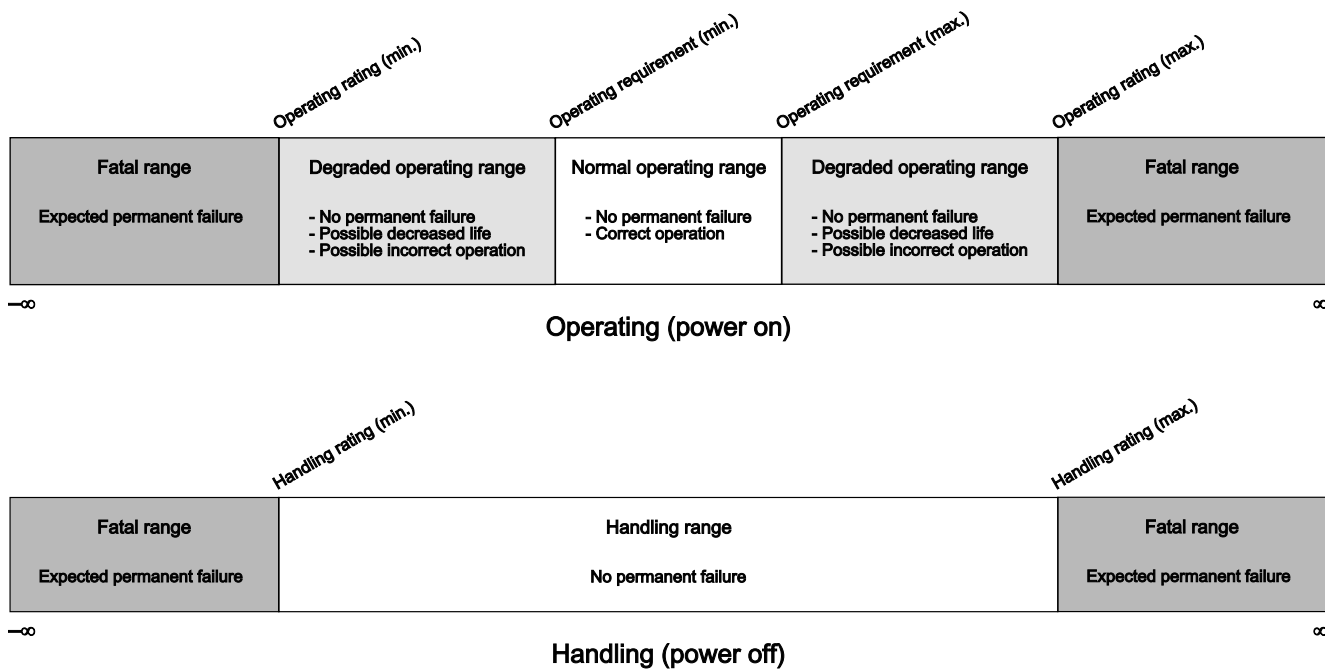 Operating rating (min.)
Operating requirement (min.)
Operating requirement (max.)
Operating rating (max.)
Fatal range
Expected permanent failure
Degraded operating range
- No permanent failure
- Possible decreased life
- Possible incorrect operation
Normal operating range
- No permanent failure
- Correct operation
Degraded operating range
- No permanent failure
- Possible decreased life
- Possible incorrect operation
Fatal range
Expected permanent failure
–∞
∞
Operating (power on)
Handling rating (min.)
Handling rating (max.)
Fatal range
Expected permanent failure
Handling range
No permanent failure
Fatal range
Expected permanent failure
–∞
∞
Handling (power off)